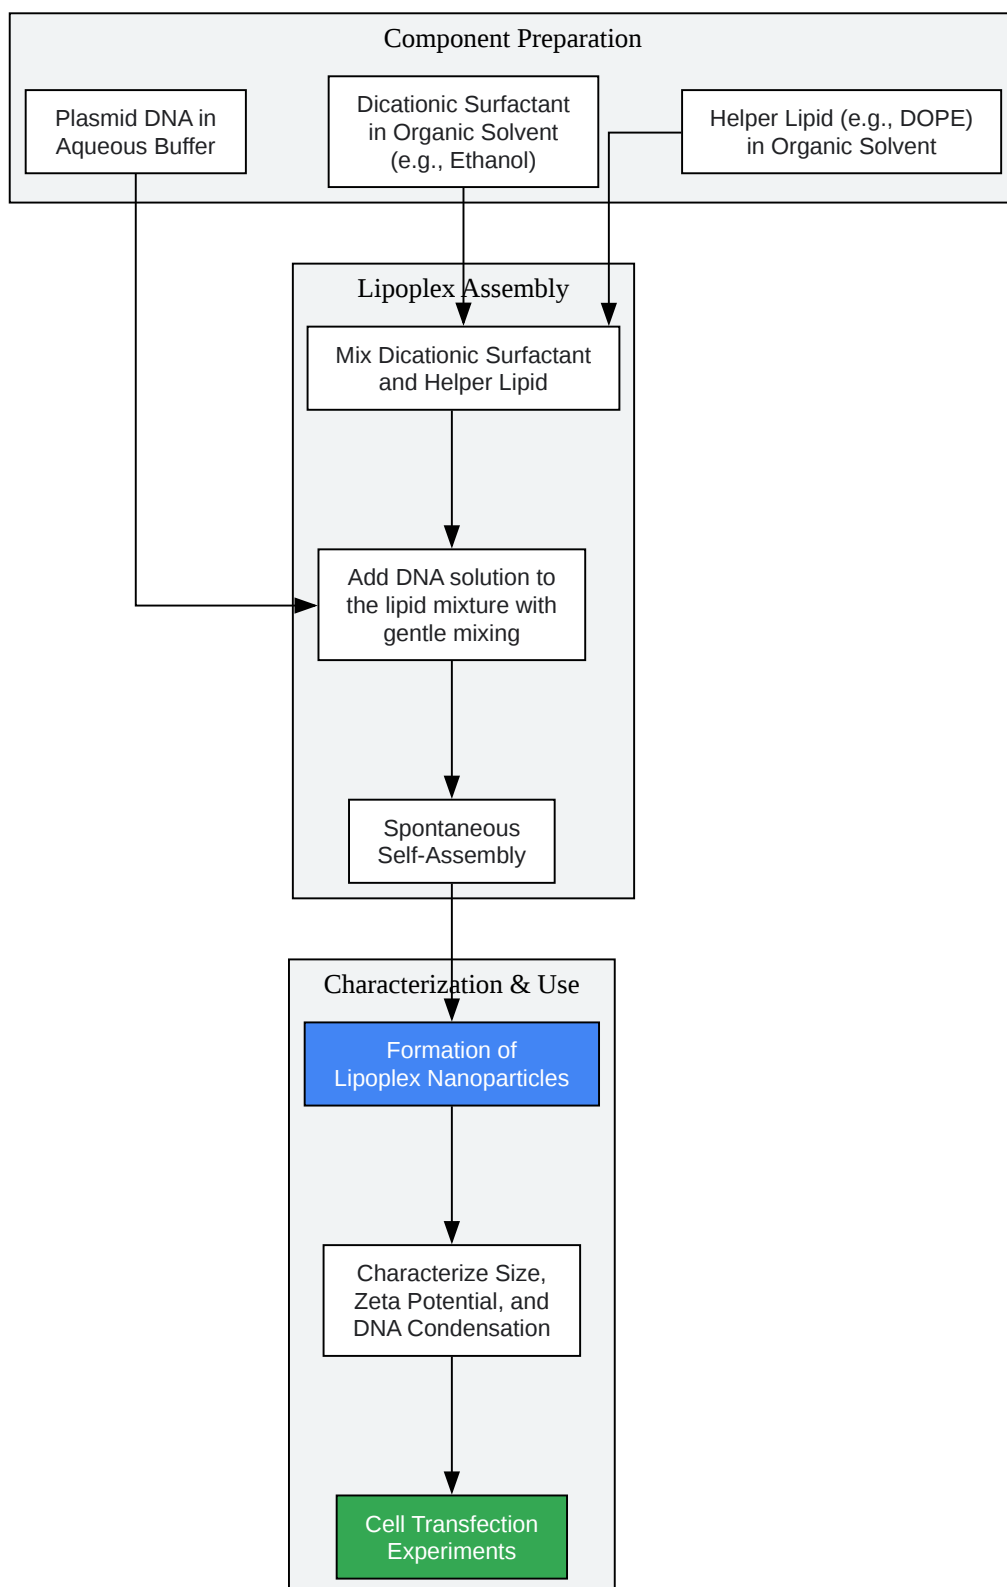 Component Preparation
Plasmid DNA in
Aqueous Buffer
Dicationic Surfactant
in Organic Solvent
(e.g., Ethanol)
Helper Lipid (e.g., DOPE)
in Organic Solvent
Lipoplex Assembly
Mix Dicationic Surfactant
and Helper Lipid
Add DNA solution to
the lipid mixture with
gentle mixing
Spontaneous
Self-Assembly
Characterization & Use
Formation of
Lipoplex Nanoparticles
Characterize Size,
Zeta Potential, and
DNA Condensation
Cell Transfection
Experiments